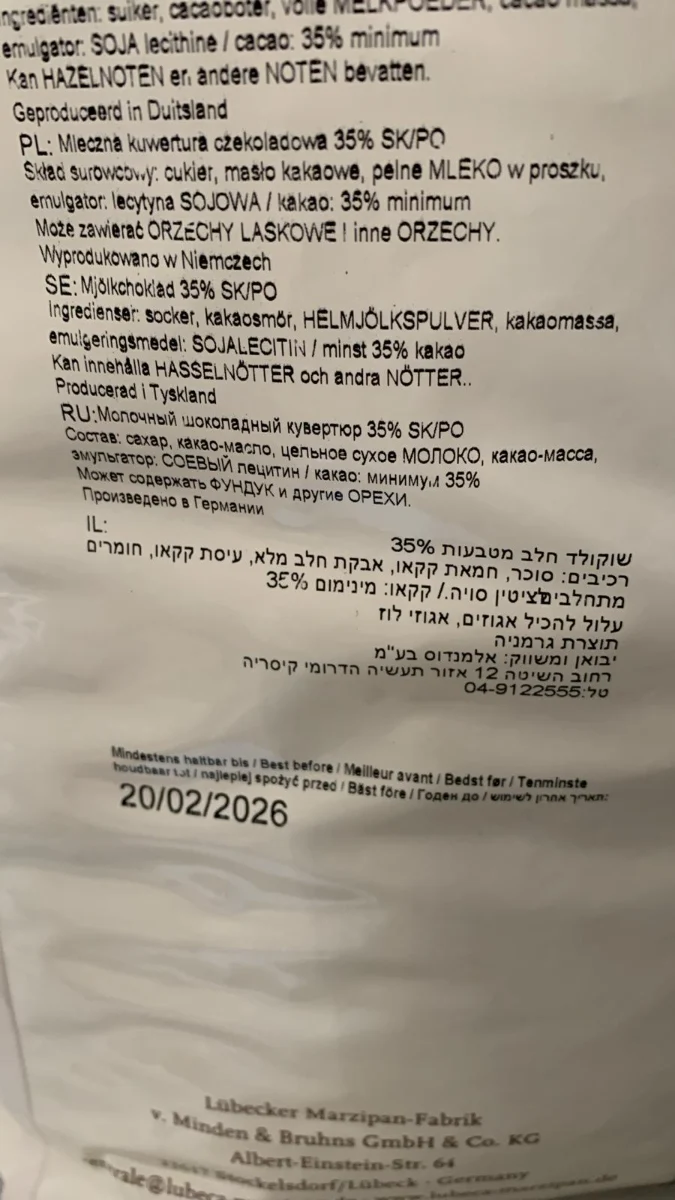 ngrediënten: suiker, cacaoboter, volle MELKPOEDER, cacao massa,
emulgator: SOJA lecithine / cacao: 35% minimum
Kan HAZELNOTEN en andere NOTEN bevatten.
Geproduceerd in Duitsland
PL: Mleczna kuwertura czekoladowa 35% SK/PO
Skład surowcowy: cukier, masło kakaowe, pełne MLEKO w proszku,
emulgator: lecytyna SOJOWA / kakao: 35% minimum
Może zawierać ORZECHY LASKOWE I inne ORZECHY.
Wyprodukowano w Niemczech
SE: Mjölkchoklad 35% SK/PO
Ingredienser: socker, kakaosmör, HELMJÖLKSPULVER, kakaomassa,
emulgeringsmedel: SOJALECITIN / minst 35% kakao
Kan innehålla HASSELNÖTTER och andra NÖTTER..
Producerad i Tyskland
RU:Молочный шоколадный кувертюр 35% SK/PO
Состав: сахар, какао-масло, цельное сухое МОЛОКО, какао-масса,
эмульгатор: СОЕВЫЙ лецитин / какао: минимум 35%
Может содержать ФУНДУК и другие ОРЕХИ.
Произведено в Германии
IL:
שוקולד חלב מטבעות 35%
רכיבים: סוכר, חמאת קקאו, אבקת חלב מלא, עיסת קקאו, חומרים
מתחלבים לציטין סויה./ קקאו: מינימום 35%
עלול להכיל אגוזים, אגוזי לוז
תוצרת גרמניה
יבואן ומשווק: אלמנדוס בע"מ
רחוב השיטה 12 אזור תעשיה הדרומי קיסריה
טל:04-9122555
Mindestens haltbar bis / Best before / Meilleur avant / Bedst før / Tenminste
houdbaar tot / najlepiej spożyć przed / Bäst före / Годен до / תאריך אחרון לשימוש:
20/02/2026
Lübecker Marzipan-Fabrik
v. Minden & Bruhns GmbH & Co. KG
Albert-Einstein-Str. 64
23617 Stockelsdorf/Lübeck - Germany